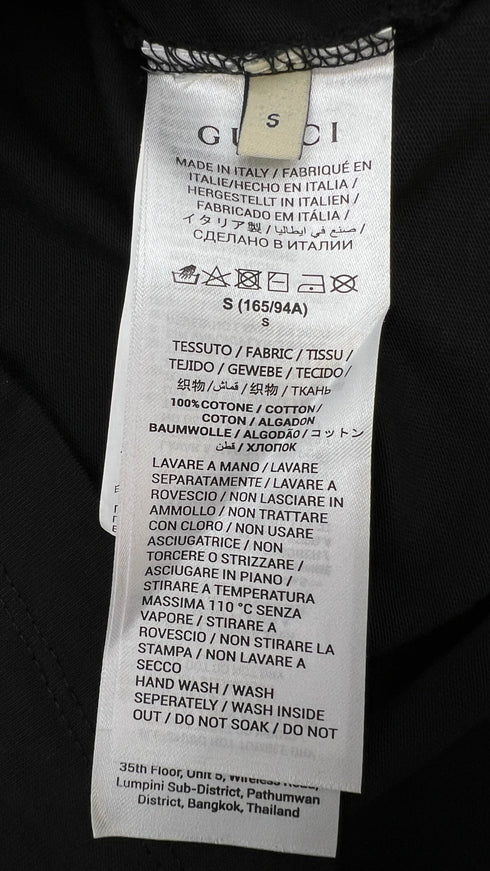 S
GUCCI
MADE IN ITALY / FABRIQUÉ EN
ITALIE/HECHO EN ITALIA /
HERGESTELLT IN ITALIEN /
FABRICADO EM ITÁLIA /
イタリア製 / صنع في ايطاليا /
СДЕЛАНО В ИТАЛИИ
S (165/94A)
S
TESSUTO / FABRIC / TISSU /
TEJIDO / GEWEBE / TECIDO /
织物 / قماش / 织物 / ТКАНЬ
100% COTONE / COTTON /
COTON / ALGADON
BAUMWOLLE / ALGODÃO / コットン
/ قطن / ХЛОПОК
LAVARE A MANO / LAVARE
SEPARATAMENTE / LAVARE A
ROVESCIO / NON LASCIARE IN
AMMOLLO / NON TRATTARE
CON CLORO / NON USARE
ASCIUGATRICE / NON
TORCERE O STRIZZARE /
ASCIUGARE IN PIANO /
STIRARE A TEMPERATURA
MASSIMA 110 °C SENZA
VAPORE / STIRARE A
ROVESCIO / NON STIRARE LA
STAMPA / NON LAVARE A
SECCO
HAND WASH / WASH
SEPERATELY / WASH INSIDE
OUT / DO NOT SOAK / DO NOT
35th Floor, Unit 5, Wireless Road,
Lumpini Sub-District, Pathumwan
District, Bangkok, Thailand